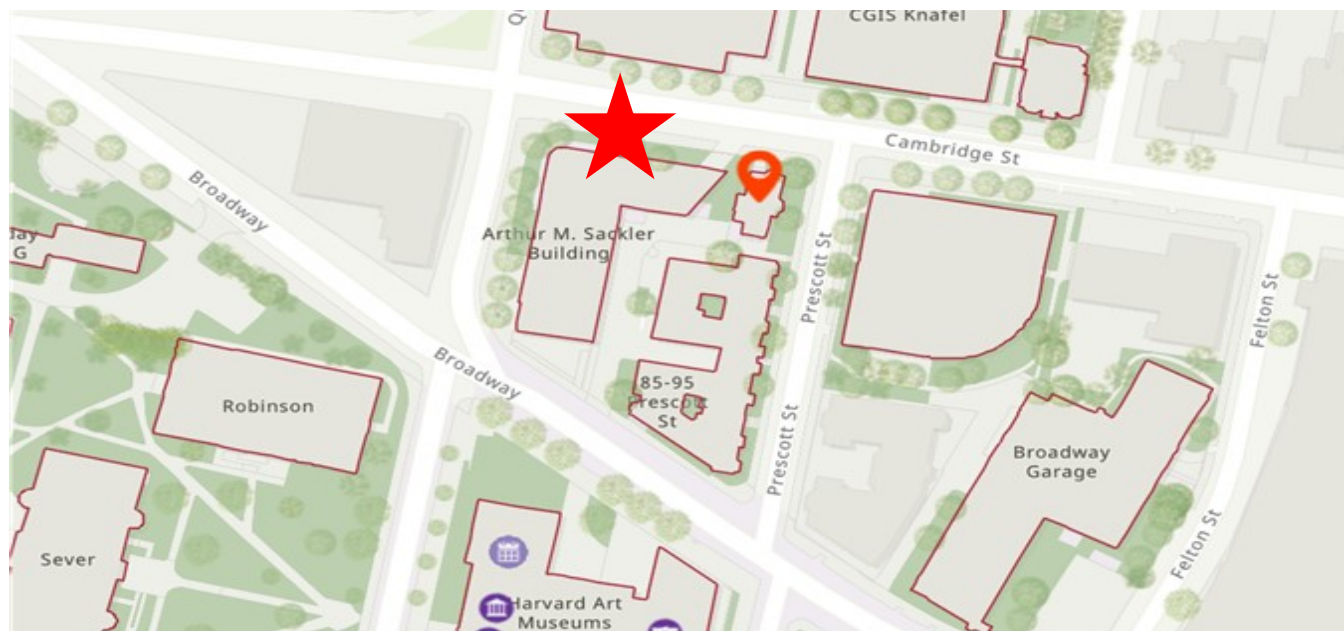 CGIS Knafel
Cambridge St
Broadway
Arthur M. Sackler
Building
Prescott St
Felton St
Broadway
85-95
Prescott
St
Robinson
Prescott St
Broadway
Garage
Sever
Felton St
Harvard Art
Museums